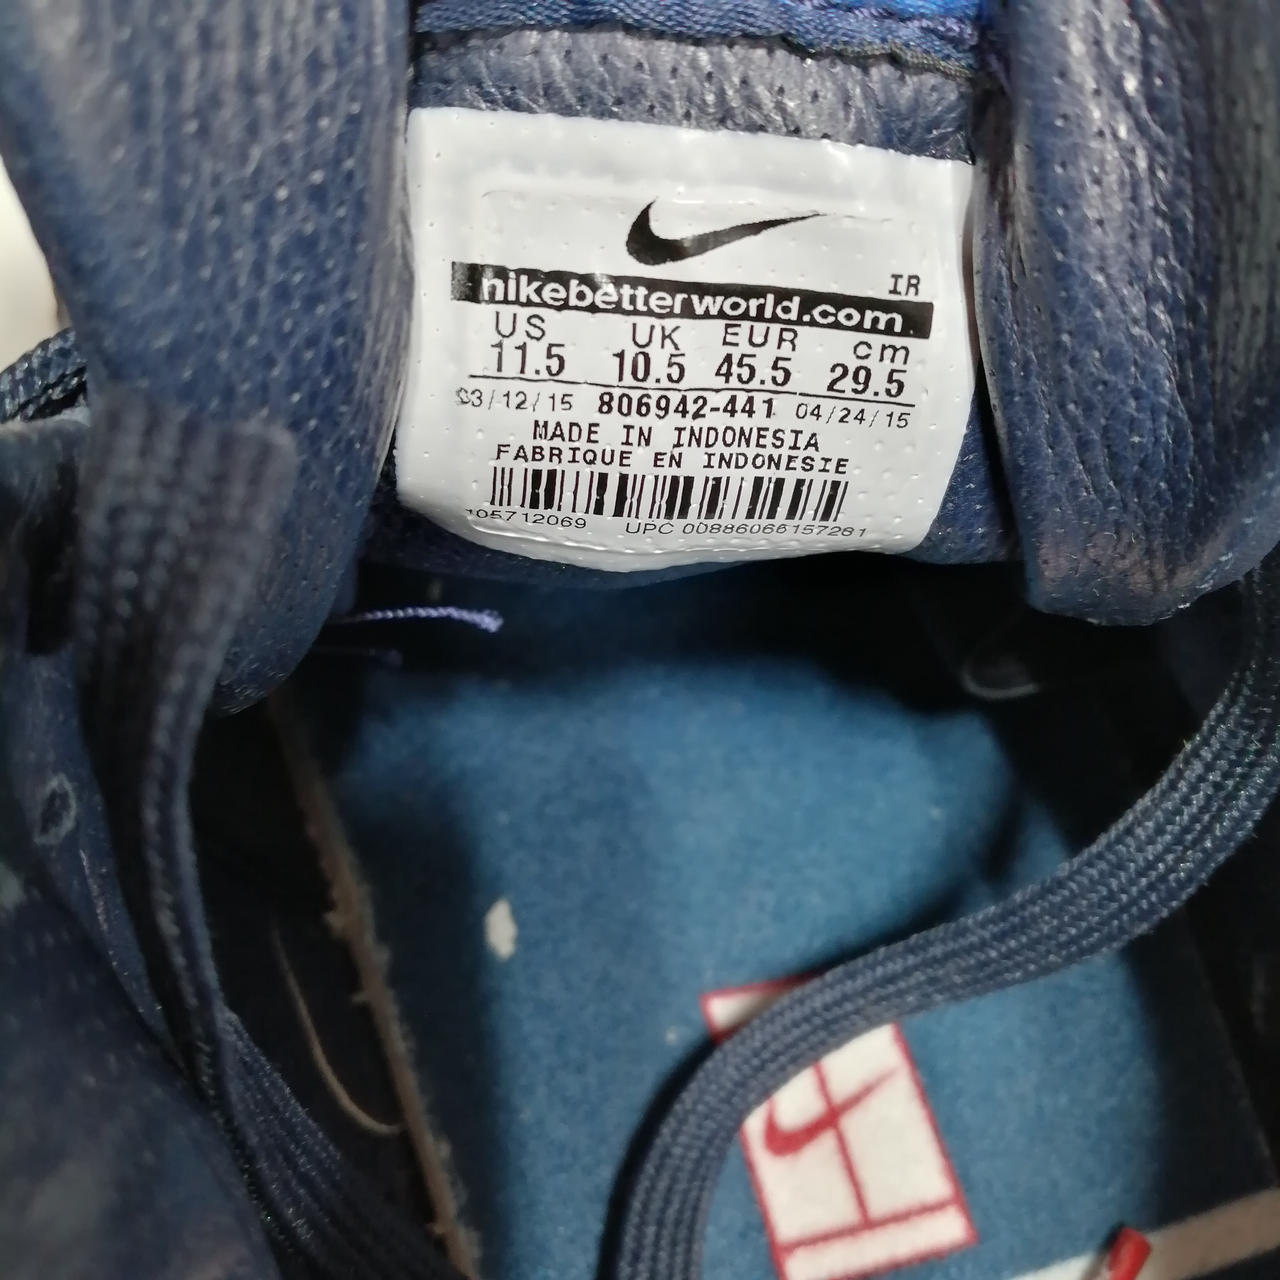 IR
nikebetterworld.com
US UK EUR cm
11.5 10.5 45.5 29.5
03/12/15 806942-441 04/24/15
MADE IN INDONESIA
FABRIQUE EN INDONESIE
105712069 UPC 00886066157281